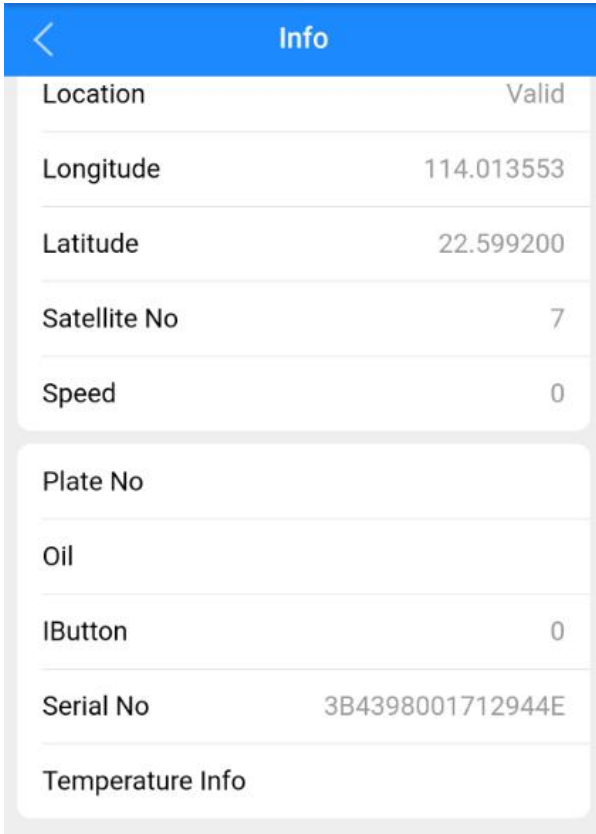 Info
Location Valid
Longitude 114.013553
Latitude 22.599200
Satellite No 7
Speed 0
Plate No
Oil
IButton 0
Serial No 3B4398001712944E
Temperature Info